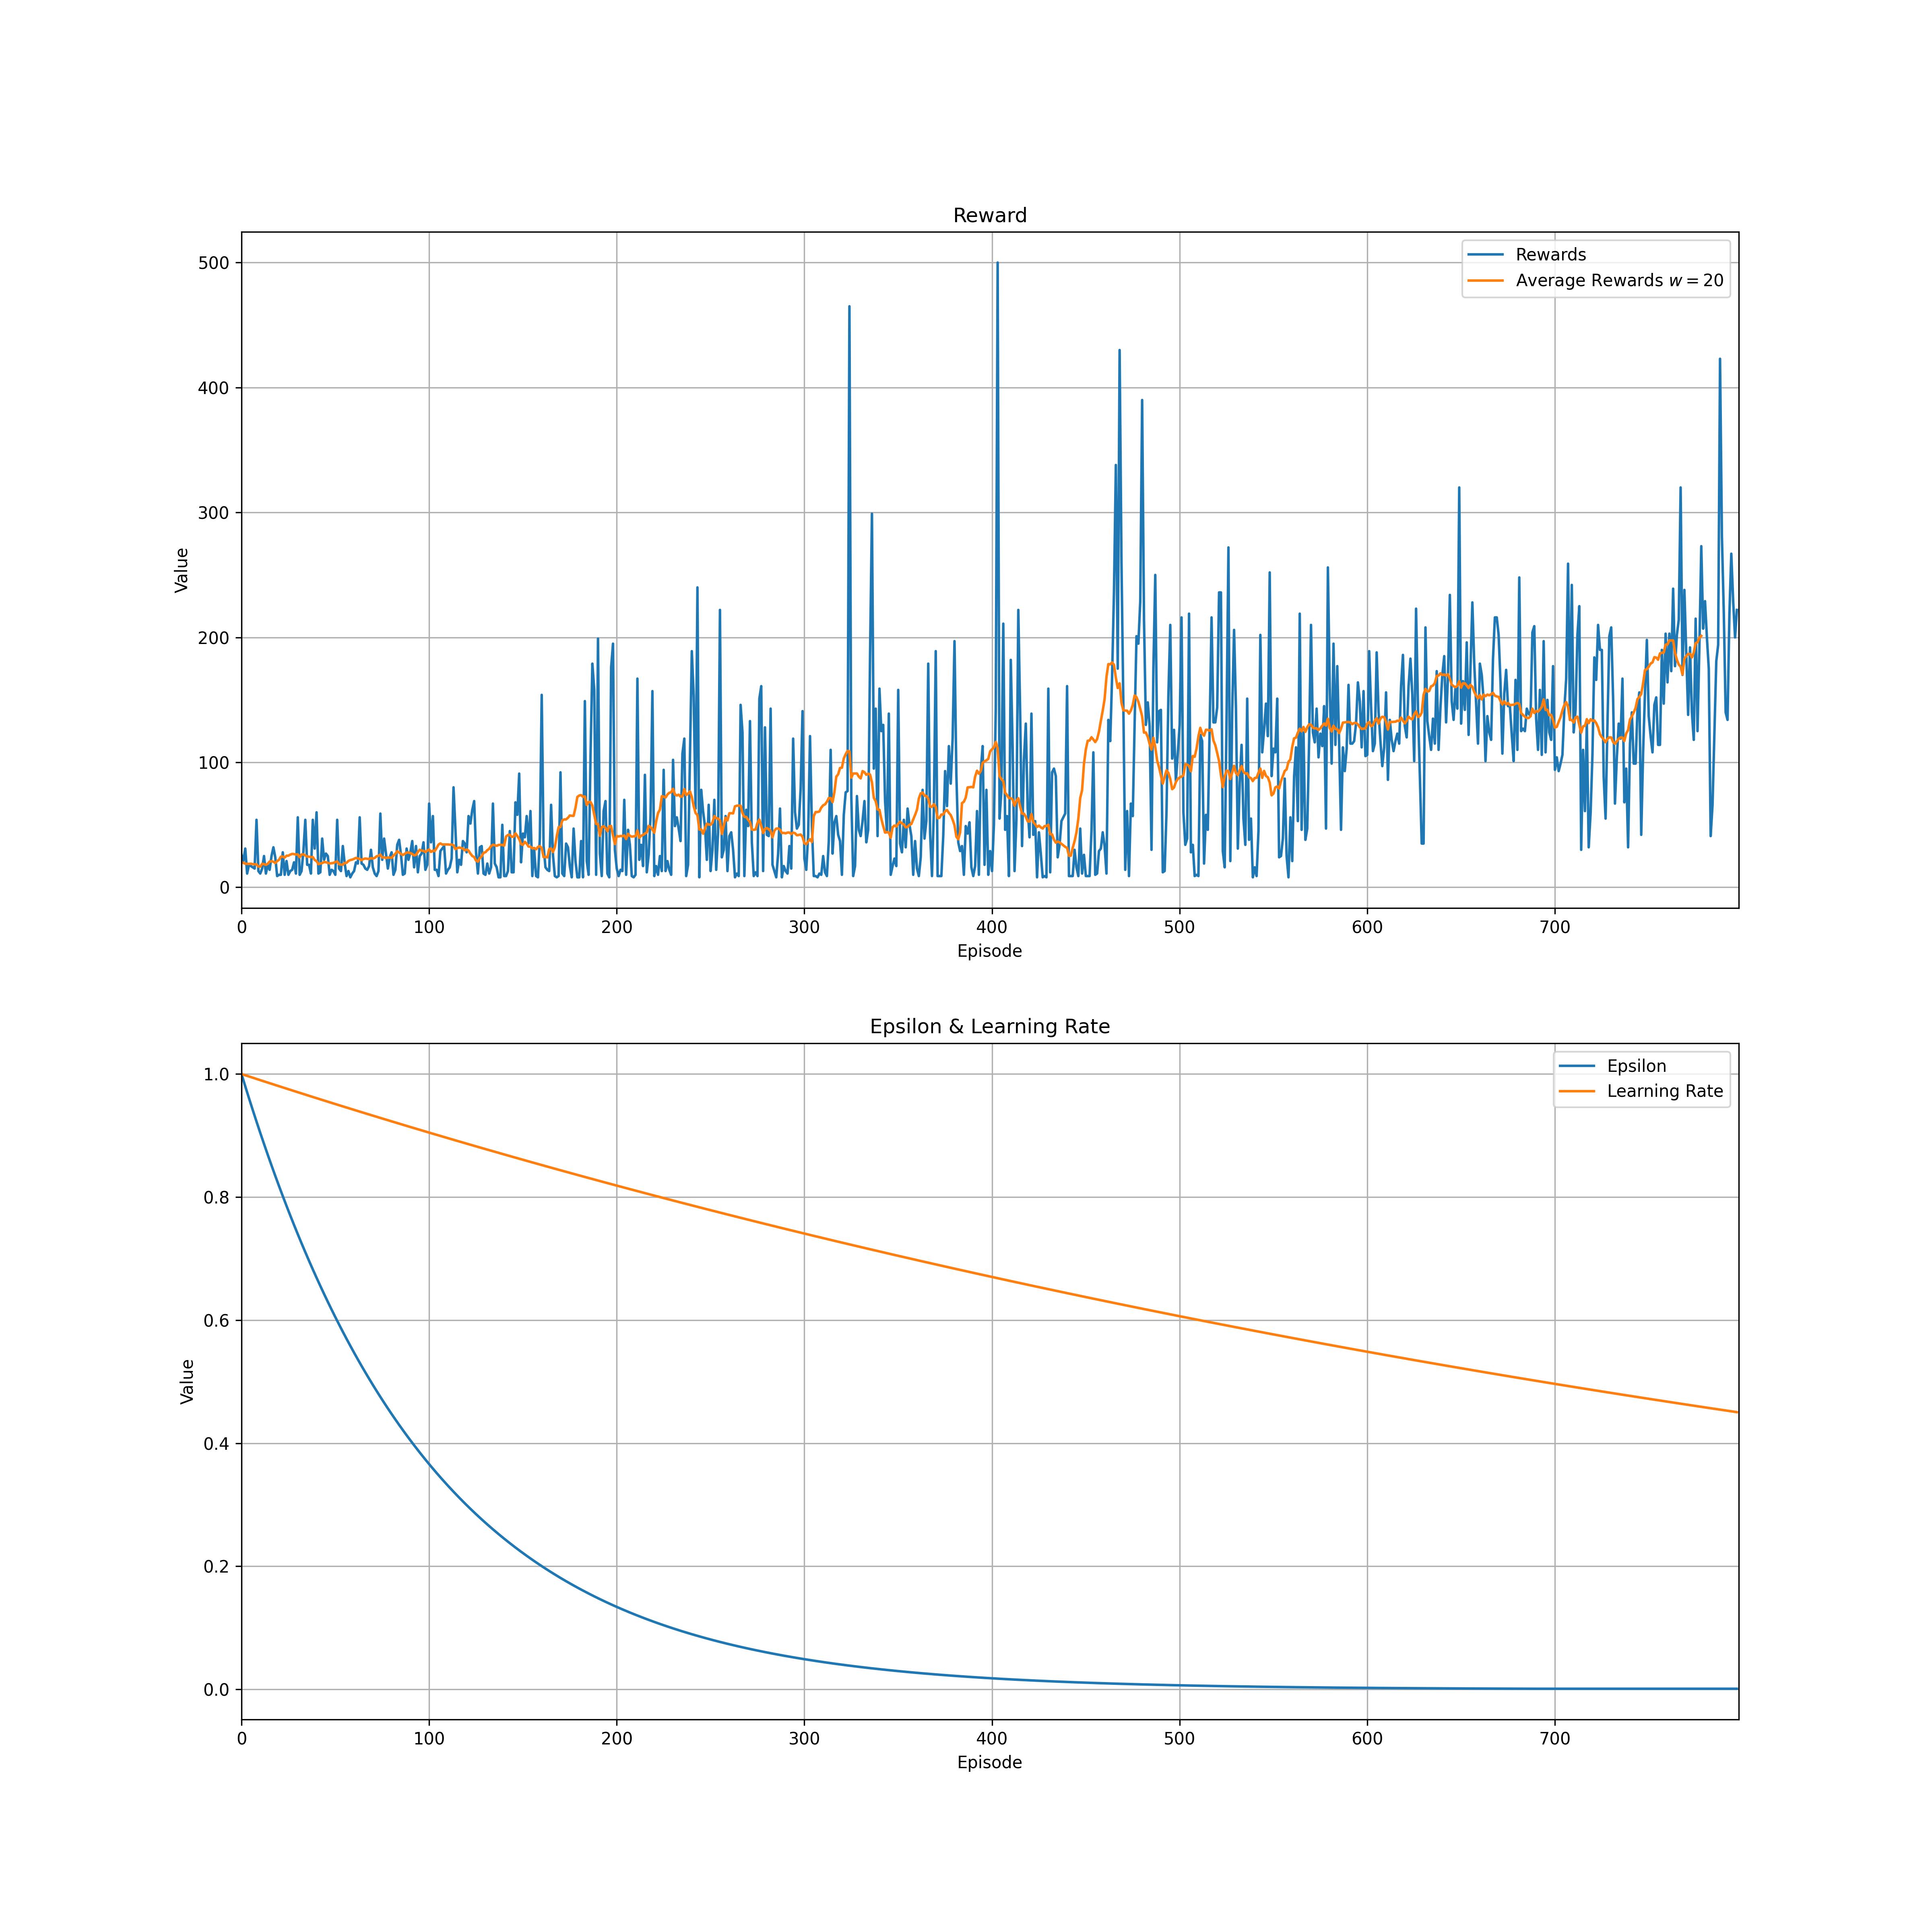 Reward
Rewards
Average Rewards w = 20
500
400
300
200
100
0
Value
0 100 200 300 400 500 600 700
Episode
Epsilon & Learning Rate
Epsilon
Learning Rate
1.0
0.8
0.6
0.4
0.2
0.0
Value
0 100 200 300 400 500 600 700
Episode